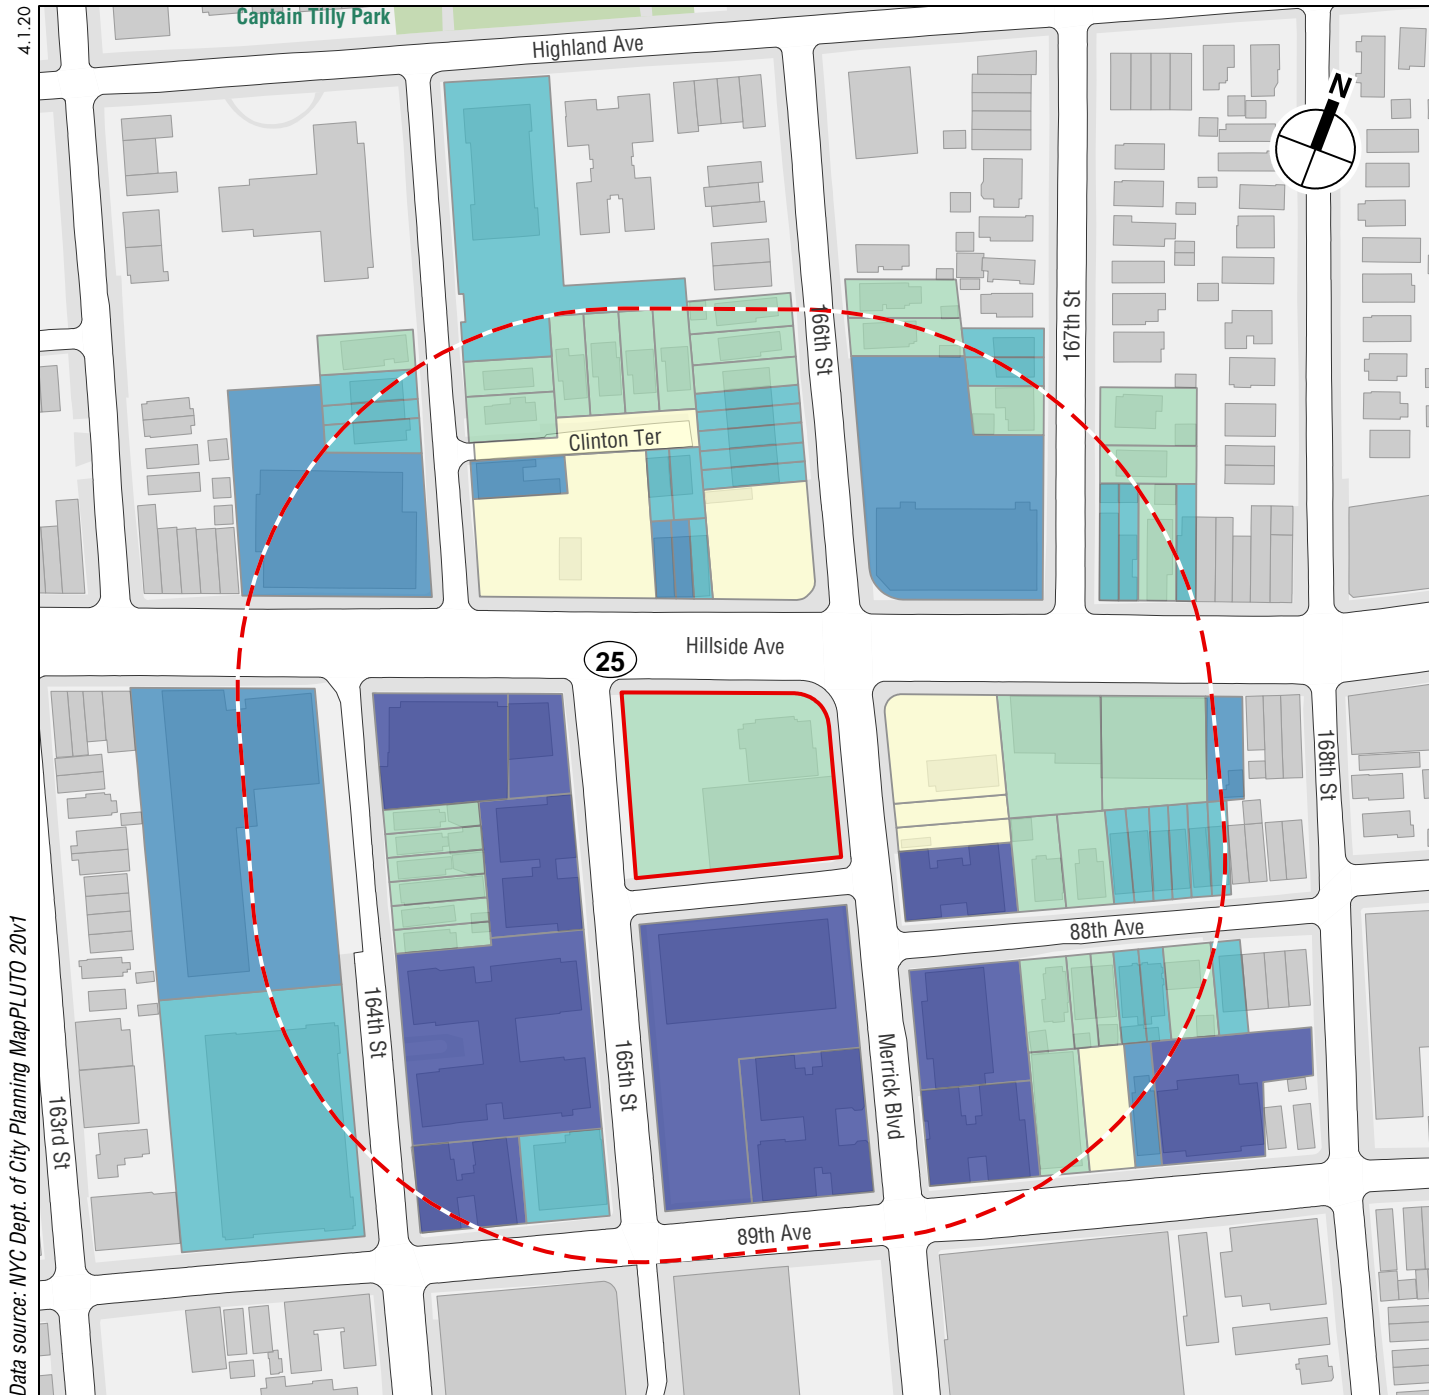 4.1.20
Captain Tilly Park
Highland Ave
N
166th St
167th St
Clinton Ter
25
Hillside Ave
168th St
88th Ave
164th St
165th St
Merrick Blvd
163rd St
89th Ave
Data source: NYC Dept. of City Planning MapPLUTO 20v1